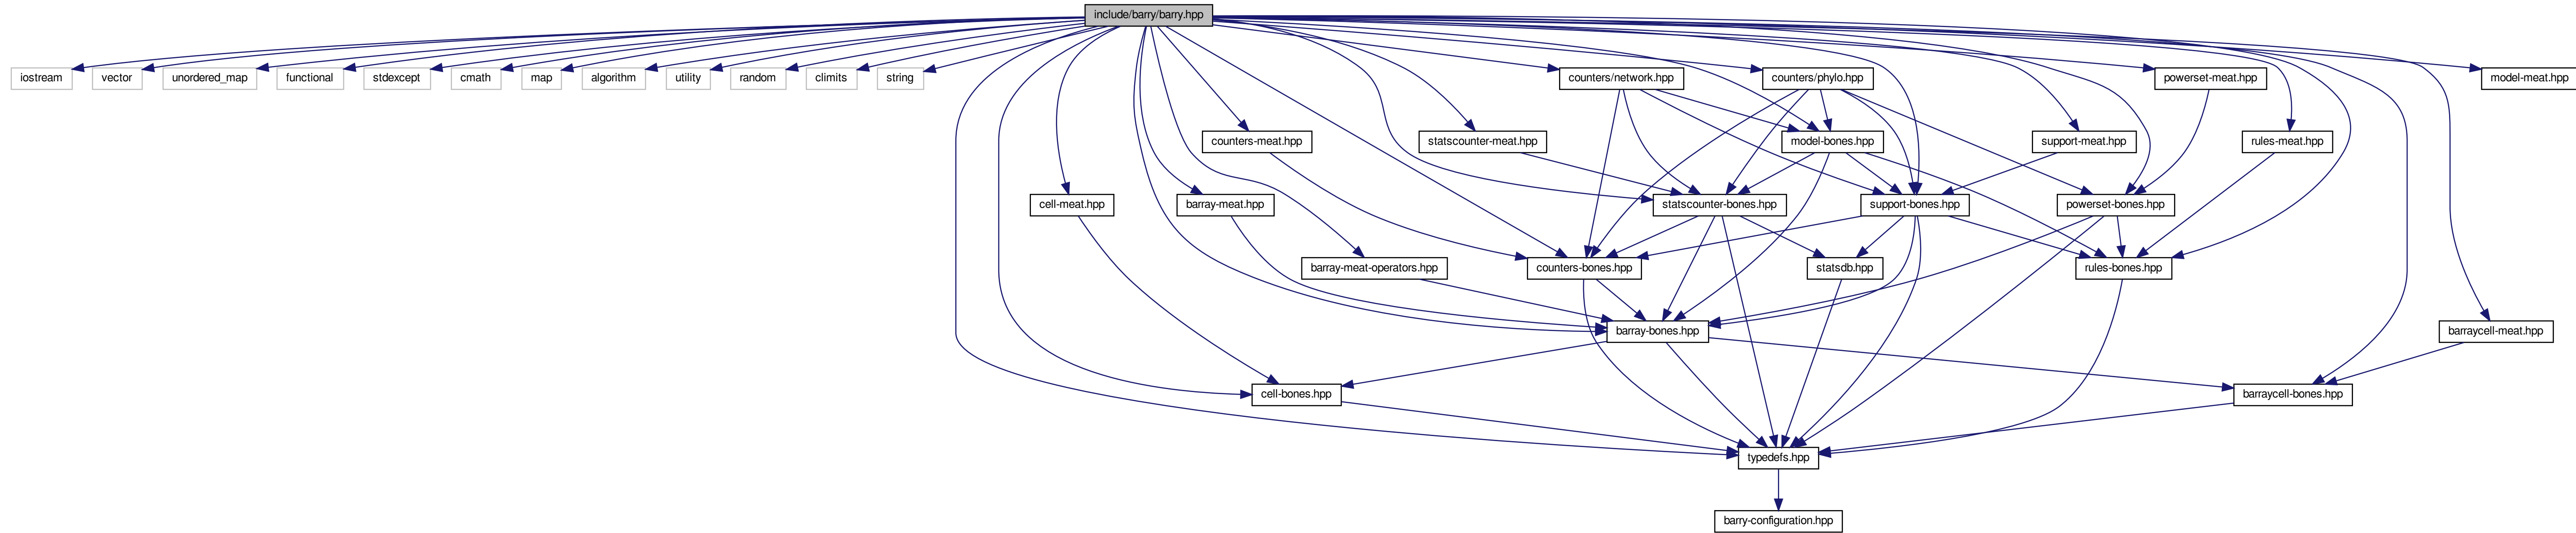 include/barry/barry.hpp
iostream
vector
unordered_map
functional
stdexcept
cmath
map
algorithm
utility
random
climits
string
counters/network.hpp
counters/phylo.hpp
powerset-meat.hpp
model-meat.hpp
counters-meat.hpp
statscounter-meat.hpp
model-bones.hpp
support-meat.hpp
rules-meat.hpp
cell-meat.hpp
barray-meat.hpp
statscounter-bones.hpp
support-bones.hpp
powerset-bones.hpp
barray-meat-operators.hpp
counters-bones.hpp
statsdb.hpp
rules-bones.hpp
barray-bones.hpp
barraycell-meat.hpp
cell-bones.hpp
barraycell-bones.hpp
typedefs.hpp
barry-configuration.hpp